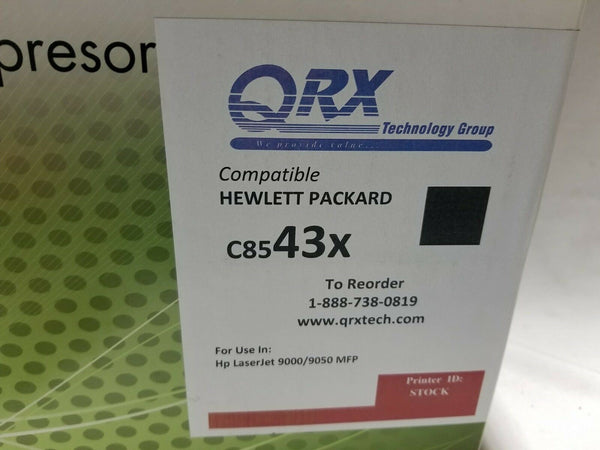 presor
QRX
Technology Group
We provide value...
Compatible
HEWLETT PACKARD
C8543x
To Reorder
1-888-738-0819
www.qrxtech.com
For Use In:
Hp LaserJet 9000/9050 MFP
Printer ID:
STOCK